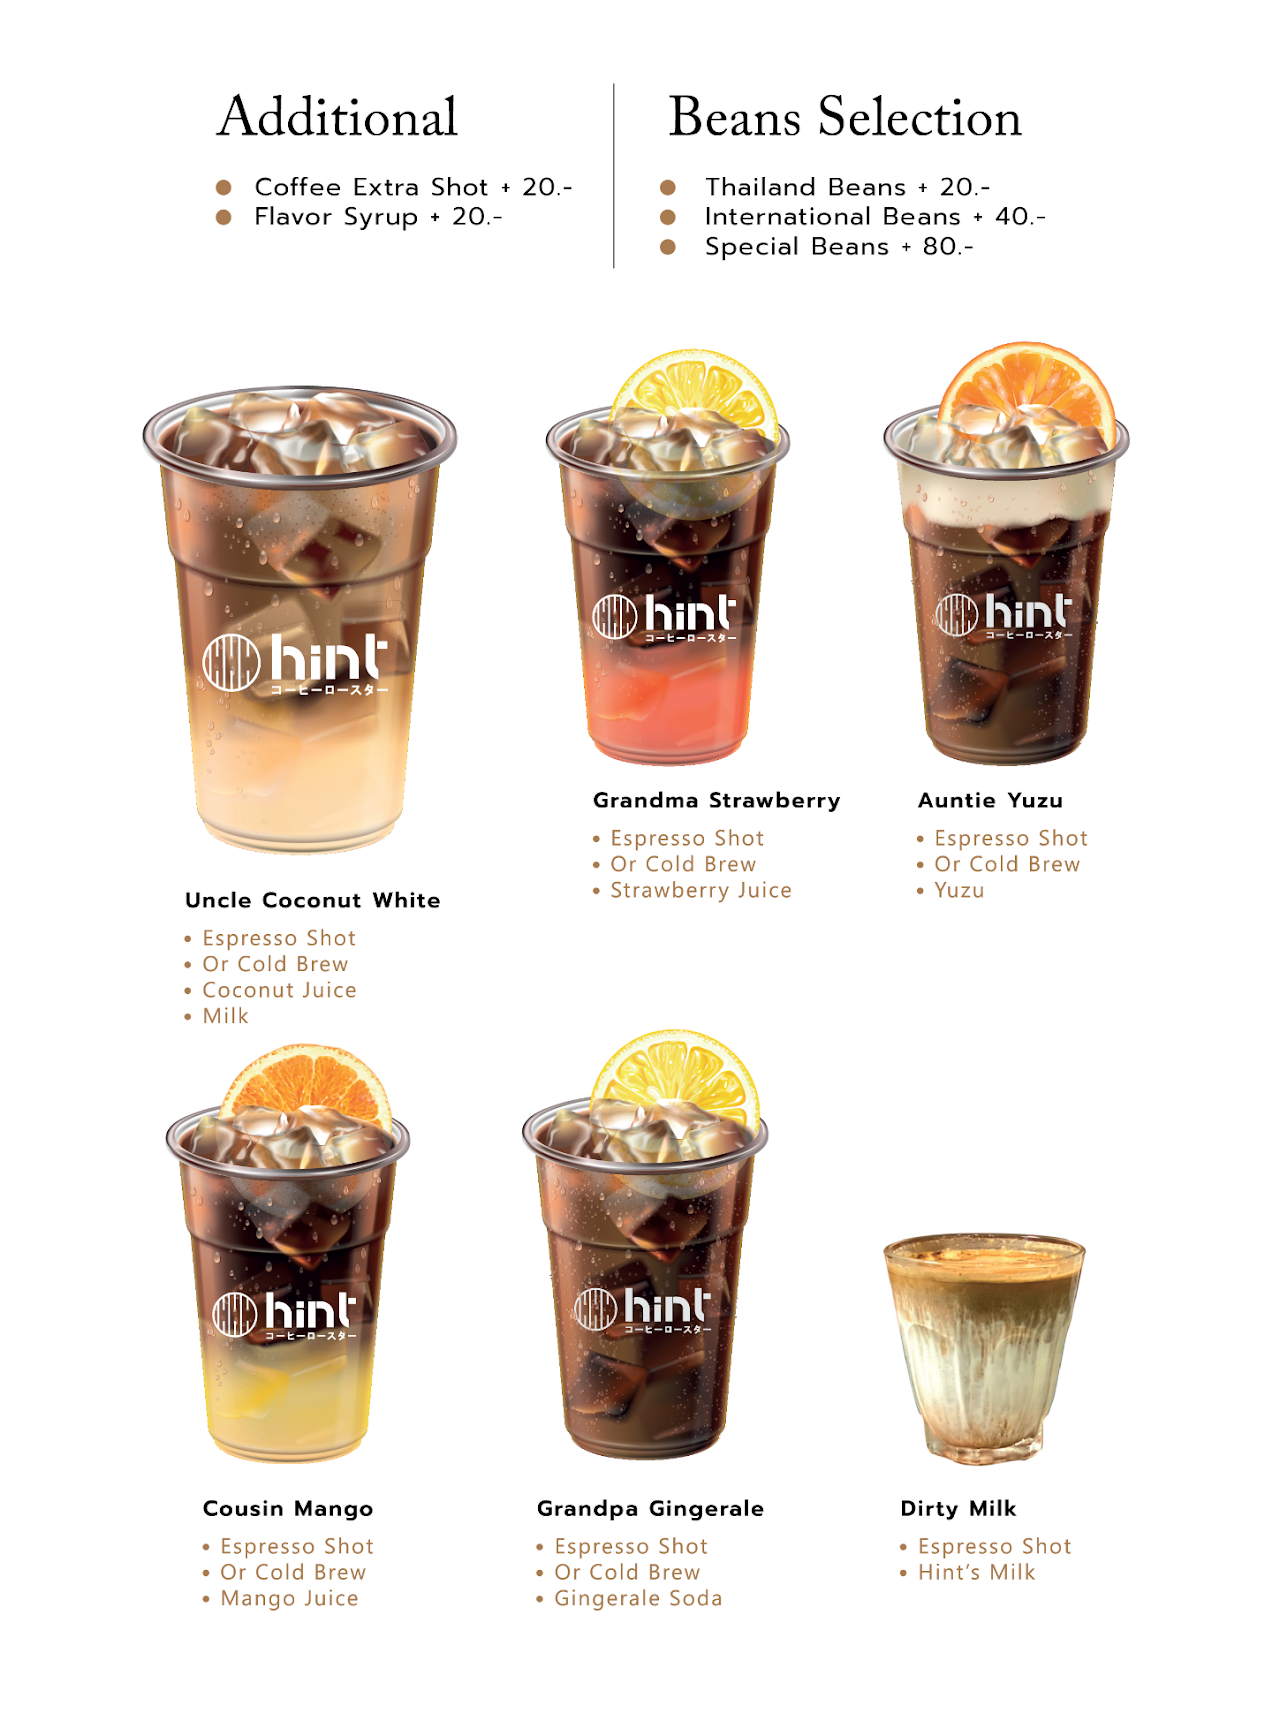 Additional
● Coffee Extra Shot + 20.-
● Flavor Syrup + 20.-
Beans Selection
● Thailand Beans + 20.-
● International Beans + 40.-
● Special Beans + 80.-
hint
コーヒーロースター
Uncle Coconut White
• Espresso Shot
• Or Cold Brew
• Coconut Juice
• Milk
hint
コーヒーロースター
Grandma Strawberry
• Espresso Shot
• Or Cold Brew
• Strawberry Juice
hint
コーヒーロースター
Auntie Yuzu
• Espresso Shot
• Or Cold Brew
• Yuzu
hint
コーヒーロースター
Cousin Mango
• Espresso Shot
• Or Cold Brew
• Mango Juice
hint
コーヒーロースター
Grandpa Gingerale
• Espresso Shot
• Or Cold Brew
• Gingerale Soda
Dirty Milk
• Espresso Shot
• Hint's Milk